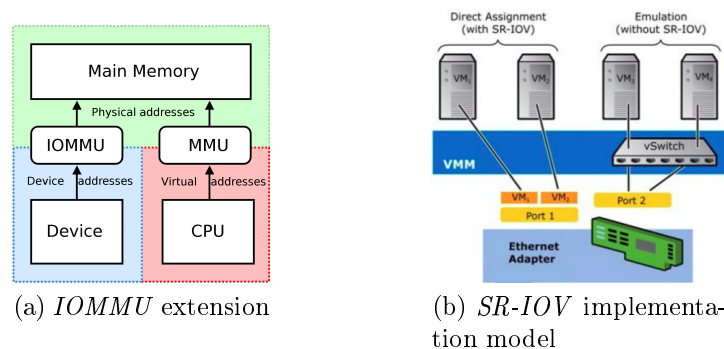 Main Memory
Physical addresses
IOMMU
MMU
Device addresses
Virtual addresses
Device
CPU
(a) IOMMU extension
Direct Assignment
(with SR-IOV)
Emulation
(without SR-IOV)
VM1
VM2
VM3
VM4
vSwitch
VMM
VM1
VM2
Port 1
Port 2
Ethernet
Adapter
(b) SR-IOV implementa-
tion model